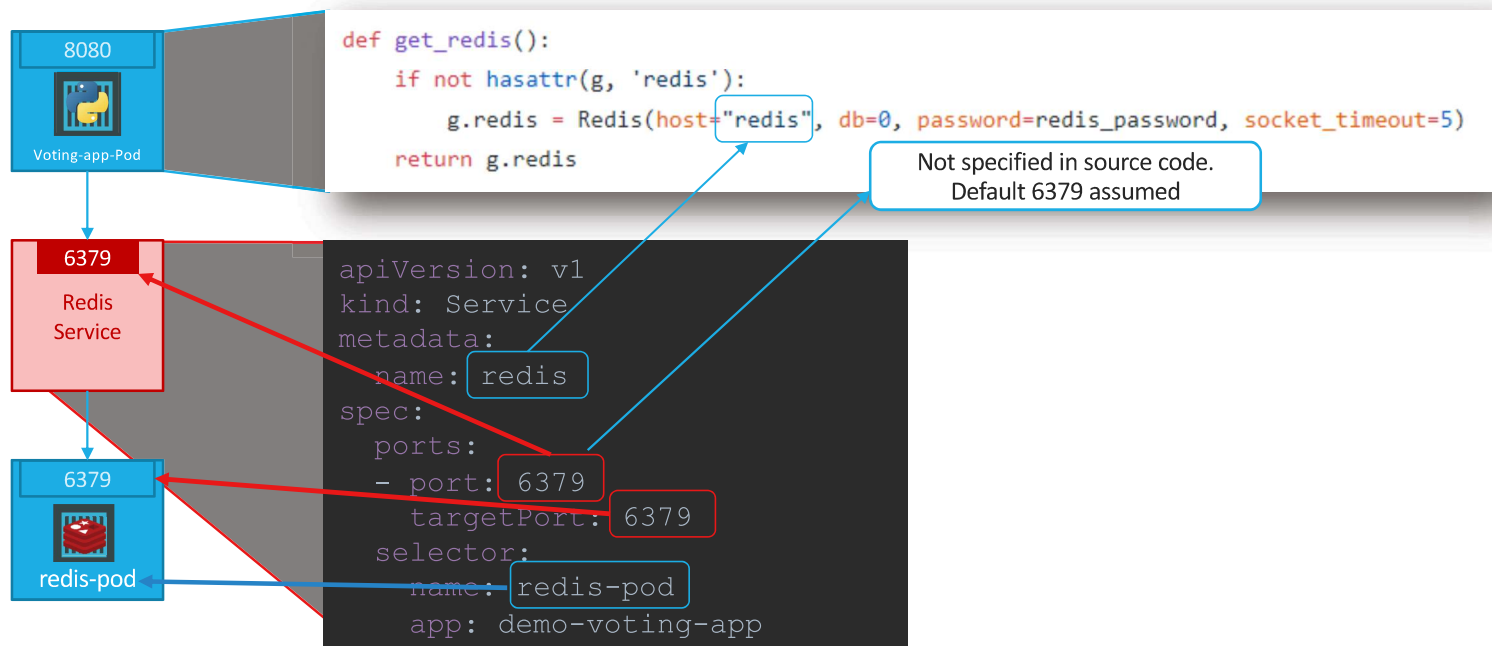 8080
Voting-app-Pod
def get_redis():
    if not hasattr(g, 'redis'):
        g.redis = Redis(host="redis", db=0, password=redis_password, socket_timeout=5)
    return g.redis
Not specified in source code.
Default 6379 assumed
6379
Redis
Service
6379
redis-pod
apiVersion: v1
kind: Service
metadata:
  name: redis
spec:
  ports:
  - port: 6379
    targetPort: 6379
  selector:
    name: redis-pod
    app: demo-voting-app